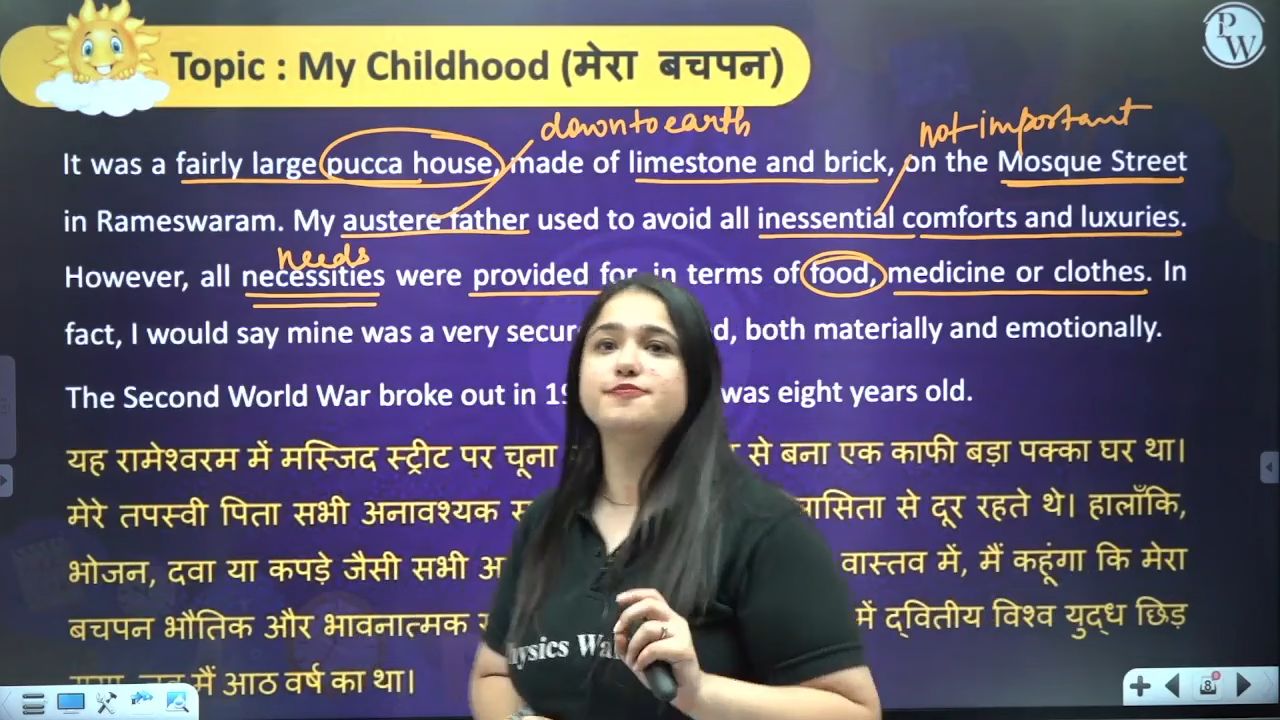 Topic : My Childhood (मेरा बचपन)
PW
down to earth
not important
It was a fairly large pucca house, made of limestone and brick, on the Mosque Street
in Rameswaram. My austere father used to avoid all inessential comforts and luxuries.
needs
However, all necessities were provided for, in terms of food, medicine or clothes. In
fact, I would say mine was a very secur d, both materially and emotionally.
The Second World War broke out in 19 was eight years old.
यह रामेश्वरम में मस्जिद स्ट्रीट पर चूना से बना एक काफी बड़ा पक्का घर था।
मेरे तपस्वी पिता सभी अनावश्यक से दूर रहते थे। हालाँकि,
भोजन, दवा या कपड़े जैसी सभी वास्तव में, मैं कहूंगा कि मेरा
बचपन भौतिक और भावनात्मक में द्वितीय विश्व युद्ध छिड़
मैं आठ वर्ष का था।
hysics Wal
8